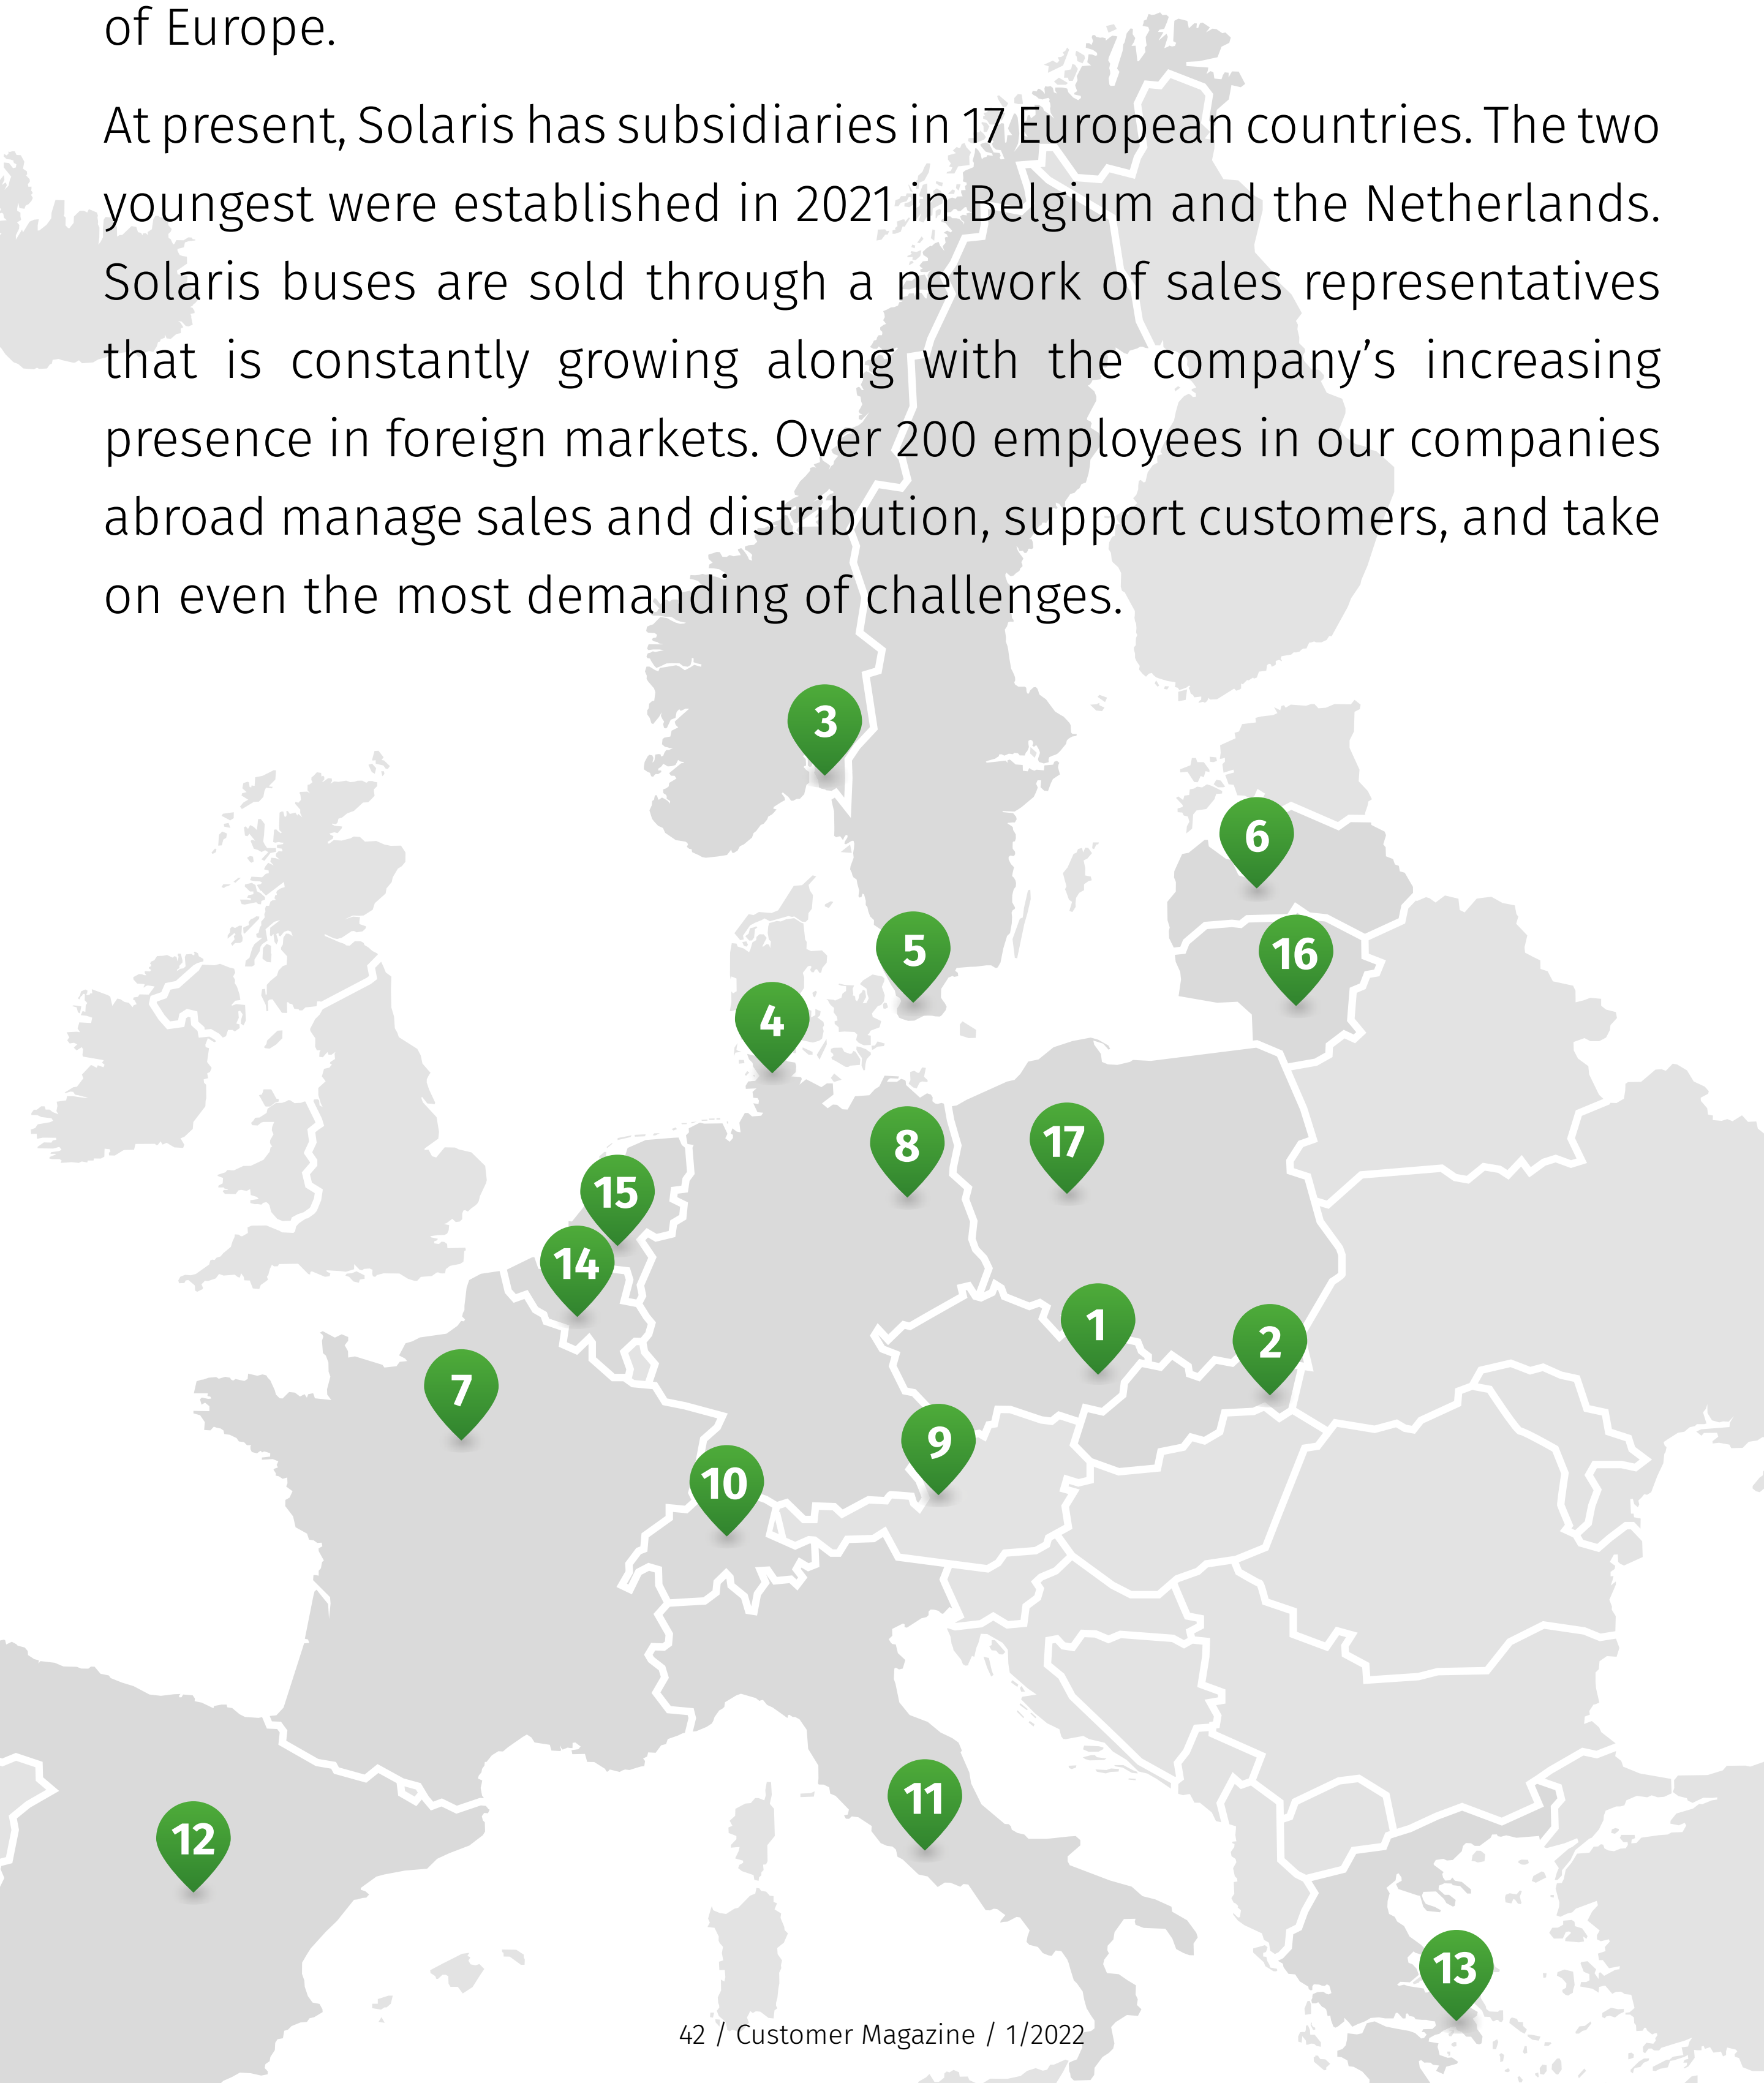 of Europe.
At present, Solaris has subsidiaries in 17 European countries. The two
youngest were established in 2021 in Belgium and the Netherlands.
Solaris buses are sold through a network of sales representatives
that is constantly growing along with the company’s increasing
presence in foreign markets. Over 200 employees in our companies
abroad manage sales and distribution, support customers, and take
on even the most demanding of challenges.
3
6
5
16
4
8
17
15
14
1
2
7
9
10
11
12
13
42 / Customer Magazine / 1/2022